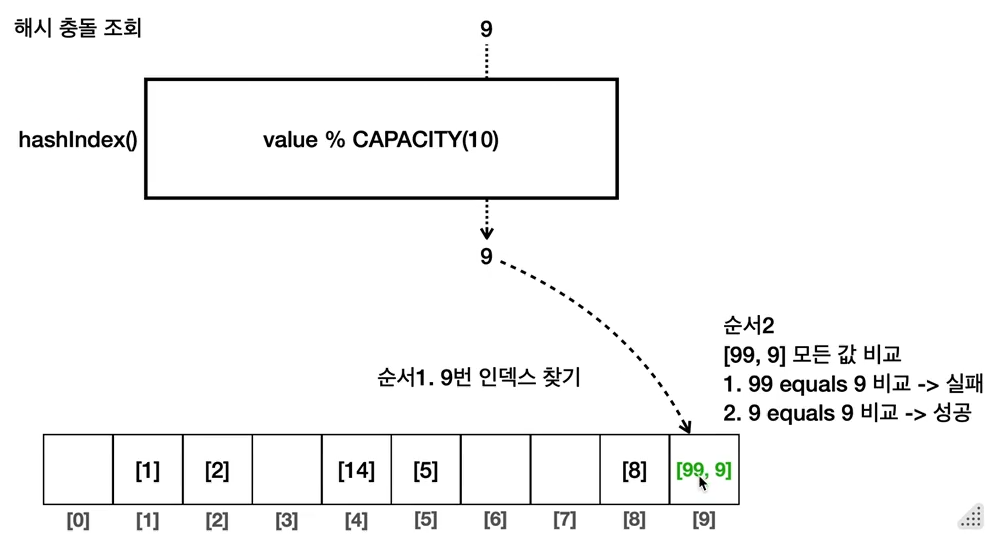 해시 충돌 조회
9
hashIndex()
value % CAPACITY(10)
9
순서2
[99, 9] 모든 값 비교
1. 99 equals 9 비교 -> 실패
2. 9 equals 9 비교 -> 성공
순서1. 9번 인덱스 찾기
[1] [2] [14] [5] [8] [99, 9]
[0] [1] [2] [3] [4] [5] [6] [7] [8] [9]